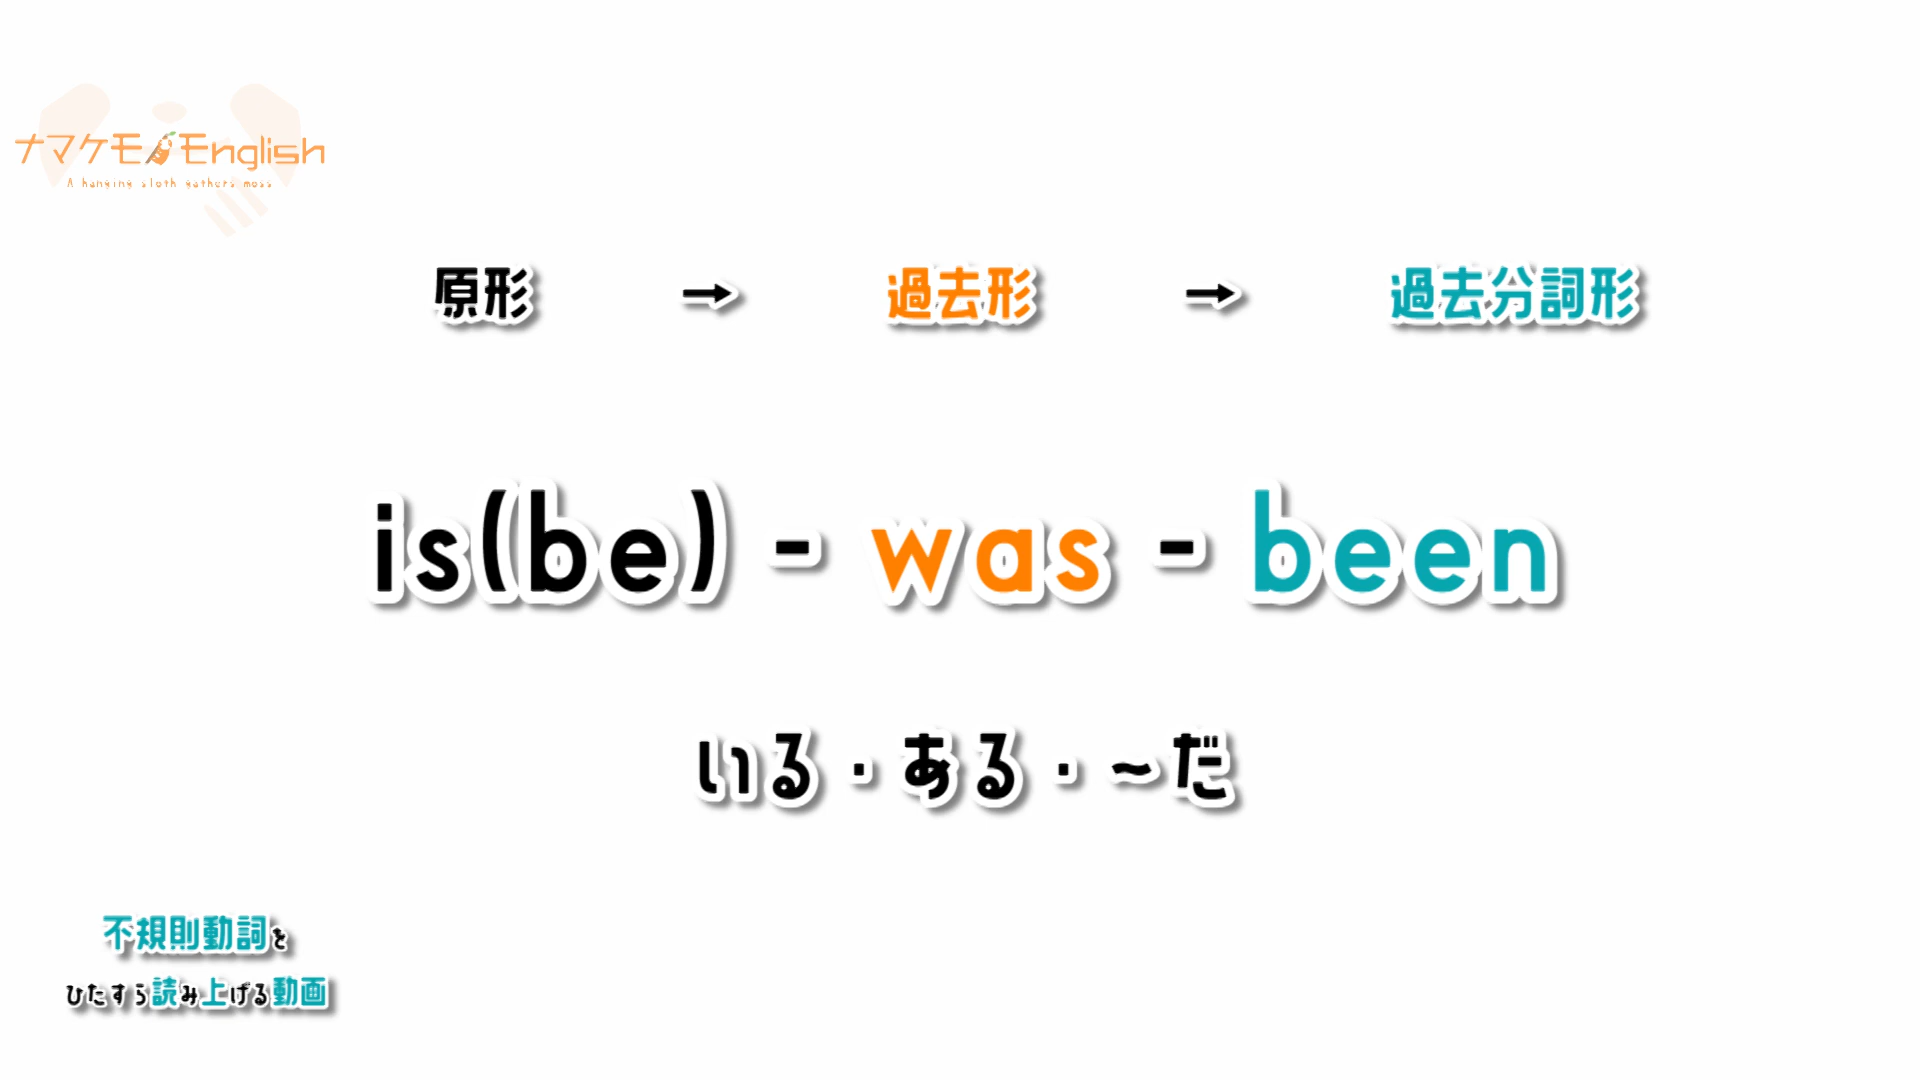 ナマケモノEnglish
A hanging sloth gathers moss
原形 → 過去形 → 過去分詞形
is(be) - was - been
いる・ある・~だ
不規則動詞を
ひたすら読み上げる動画